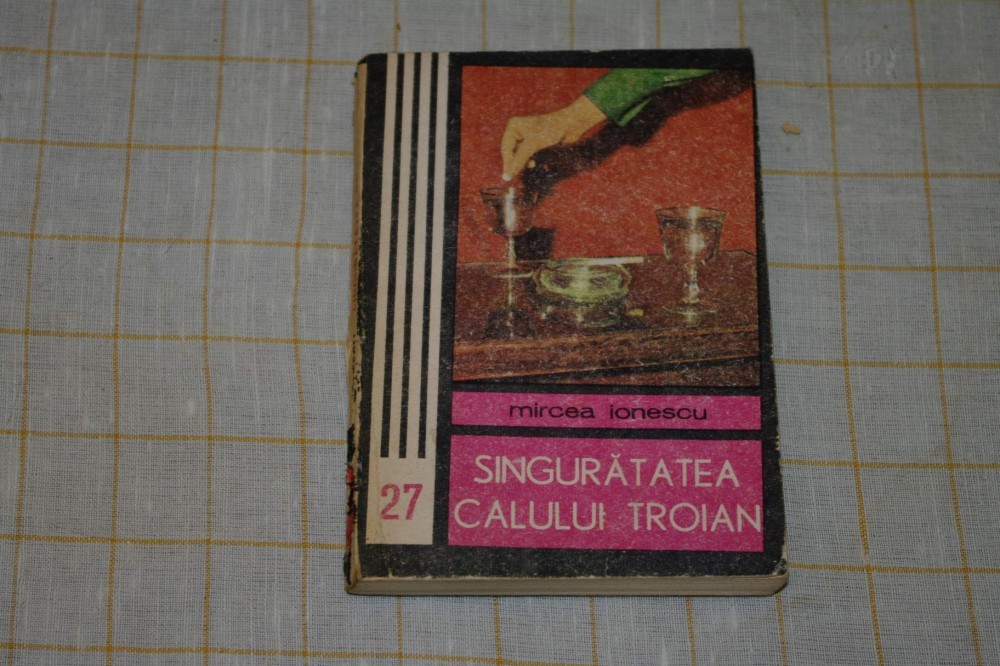 mircea ionescu
SINGURĂTATEA
CALULUI TROIAN
27